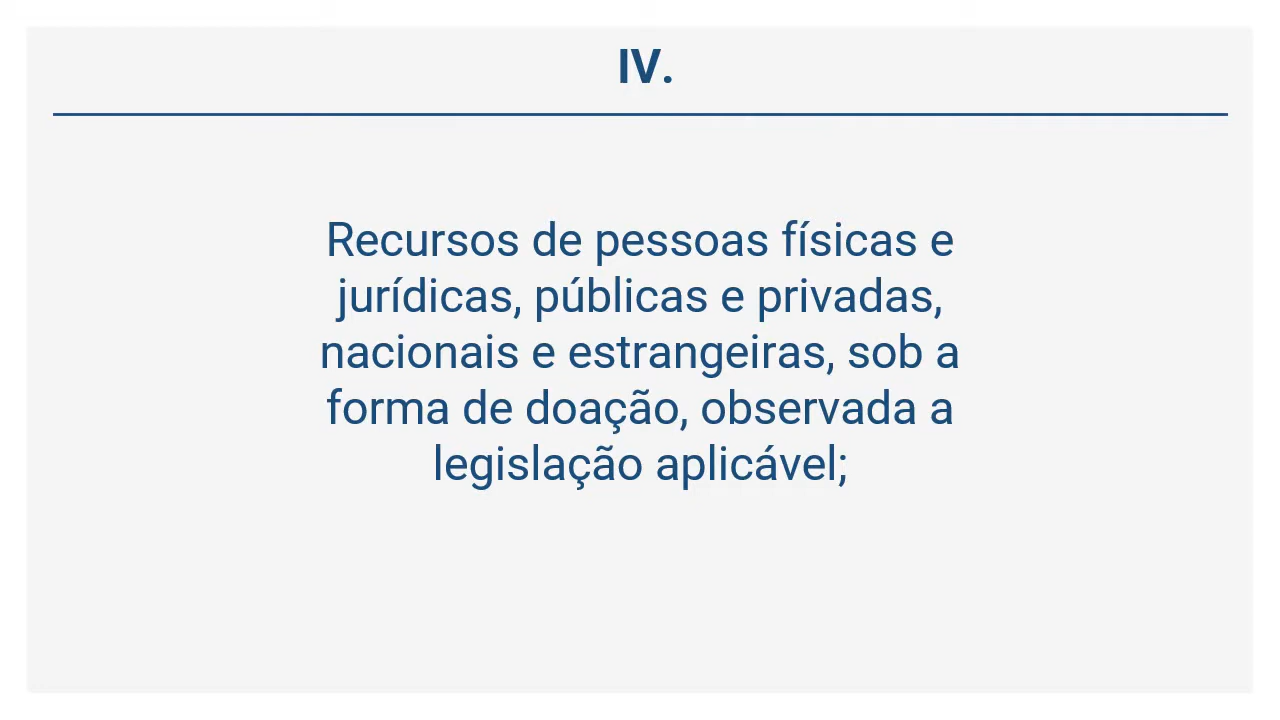 IV.
Recursos de pessoas físicas e
jurídicas, públicas e privadas,
nacionais e estrangeiras, sob a
forma de doação, observada a
legislação aplicável;